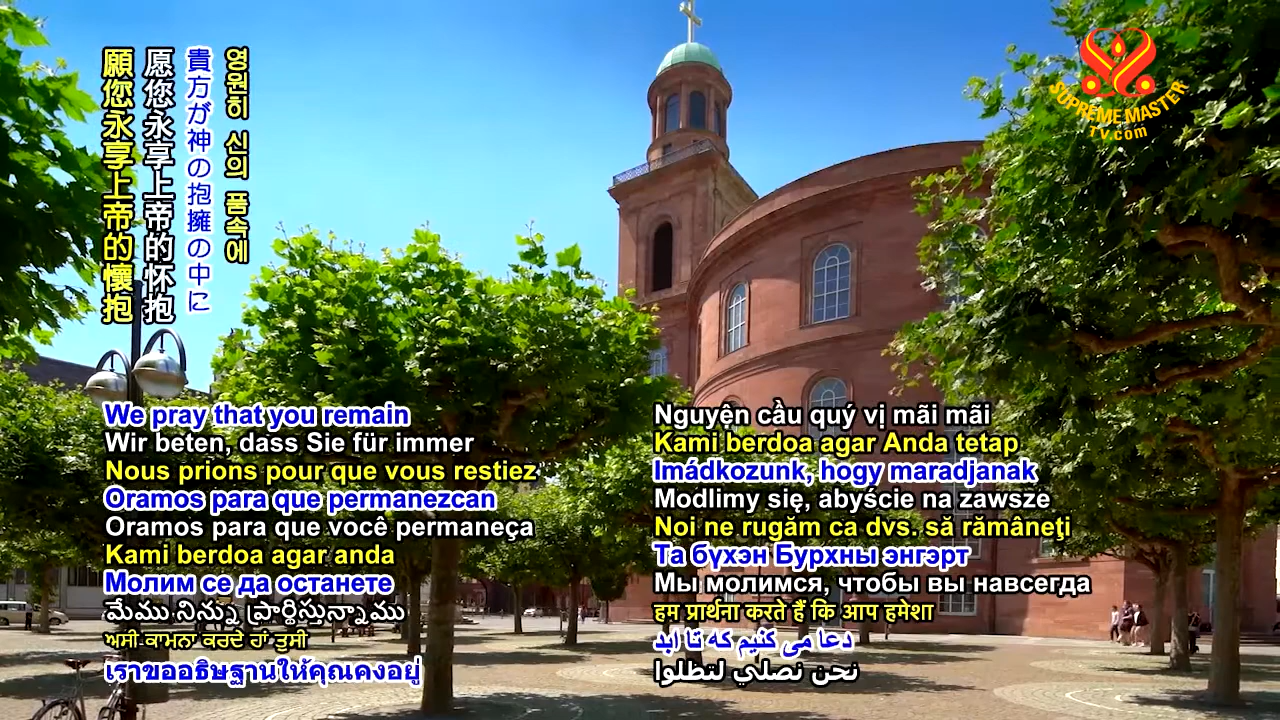 願您永享上帝的懷抱
愿您永享上帝的怀抱
貴方が神の抱擁の中に
영원히 신의 품속에
SUPREME MASTER
TV.com
We pray that you remain
Wir beten, dass Sie für immer
Nous prions pour que vous restiez
Oramos para que permanezcan
Oramos para que você permaneça
Kami berdoa agar anda
Молим се да останете
మేము నిన్ను ప్రార్థిస్తున్నాము
ਅਸੀ ਕਾਮਨਾ ਕਰਦੇ ਹਾਂ ਤੁਸੀ
เราขออธิษฐานให้คุณคงอยู่
Nguyện cầu quý vị mãi mãi
Kami berdoa agar Anda tetap
Imádkozunk, hogy maradjanak
Modlimy się, abyście na zawsze
Noi ne rugăm ca dvs. să rămâneţi
Та бүхэн Бурхны энгэрт
Мы молимся, чтобы вы навсегда
हम प्रार्थना करते हैं कि आप हमेशा
دعا می کنیم که تا ابد
نحن نصلي لتظلوا